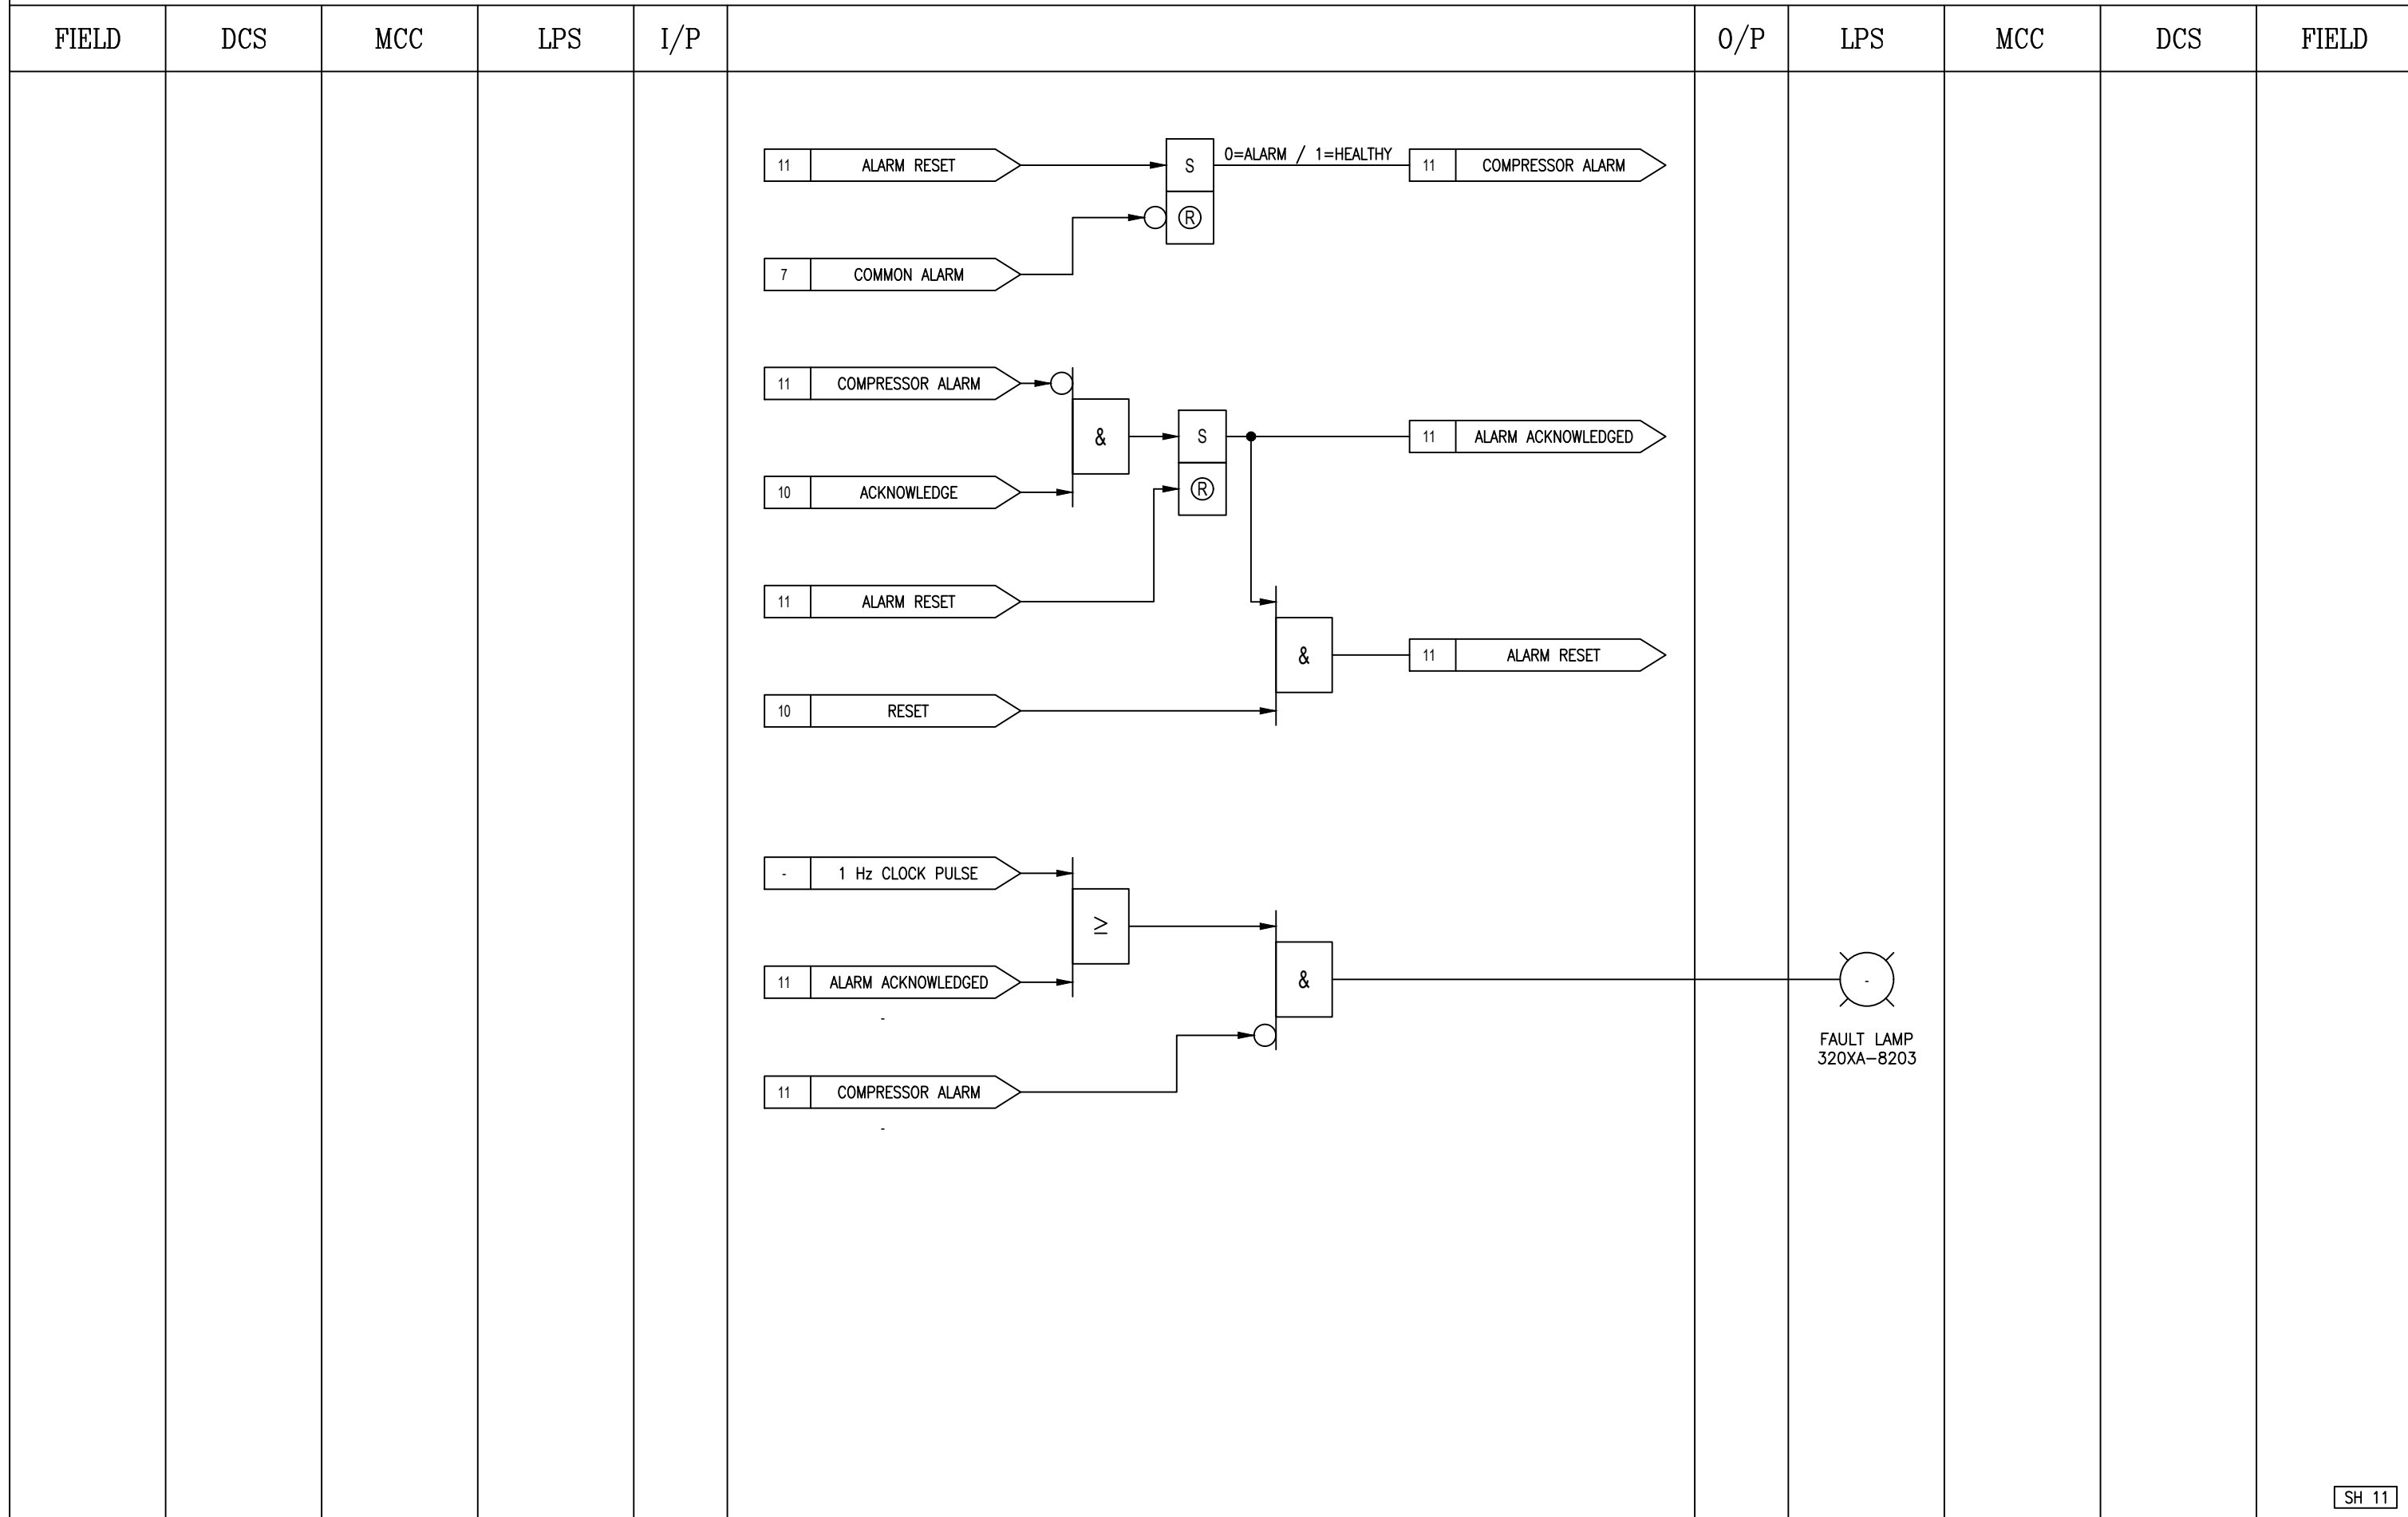 FIELD DCS MCC LPS I/P O/P LPS MCC DCS FIELD
11 ALARM RESET S 0=ALARM / 1=HEALTHY 11 COMPRESSOR ALARM
R
7 COMMON ALARM
11 COMPRESSOR ALARM
& S 11 ALARM ACKNOWLEDGED
10 ACKNOWLEDGE R
11 ALARM RESET
& 11 ALARM RESET
10 RESET
- 1 Hz CLOCK PULSE
≥
11 ALARM ACKNOWLEDGED & -
-
FAULT LAMP
320XA-8203
11 COMPRESSOR ALARM
-
SH 11